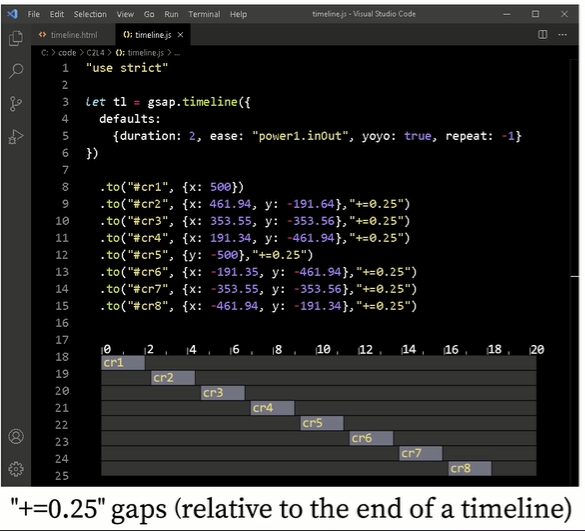 File Edit Selection View Go Run Terminal Help timeline.js - Visual Studio Code
<> timeline.html {}; timeline.js ×
C: > code > C2L4 > {}; timeline.js > ...
1 "use strict"
2
3 let tl = gsap.timeline({
4 defaults:
5 {duration: 2, ease: "power1.inOut", yoyo: true, repeat: -1}
6 })
7
8 .to("#cr1", {x: 500})
9 .to("#cr2", {x: 461.94, y: -191.64},"+=0.25")
10 .to("#cr3", {x: 353.55, y: -353.56},"+=0.25")
11 .to("#cr4", {x: 191.34, y: -461.94},"+=0.25")
12 .to("#cr5", {y: -500},"+=0.25")
13 .to("#cr6", {x: -191.35, y: -461.94},"+=0.25")
14 .to("#cr7", {x: -353.55, y: -353.56},"+=0.25")
15 .to("#cr8", {x: -461.94, y: -191.34},"+=0.25")
16
17 0 2 4 6 8 10 12 14 16 18 20
18 cr1
19 cr2
20 cr3
21 cr4
22 cr5
23 cr6
24 cr7
25 cr8
"+=0.25" gaps (relative to the end of a timeline)